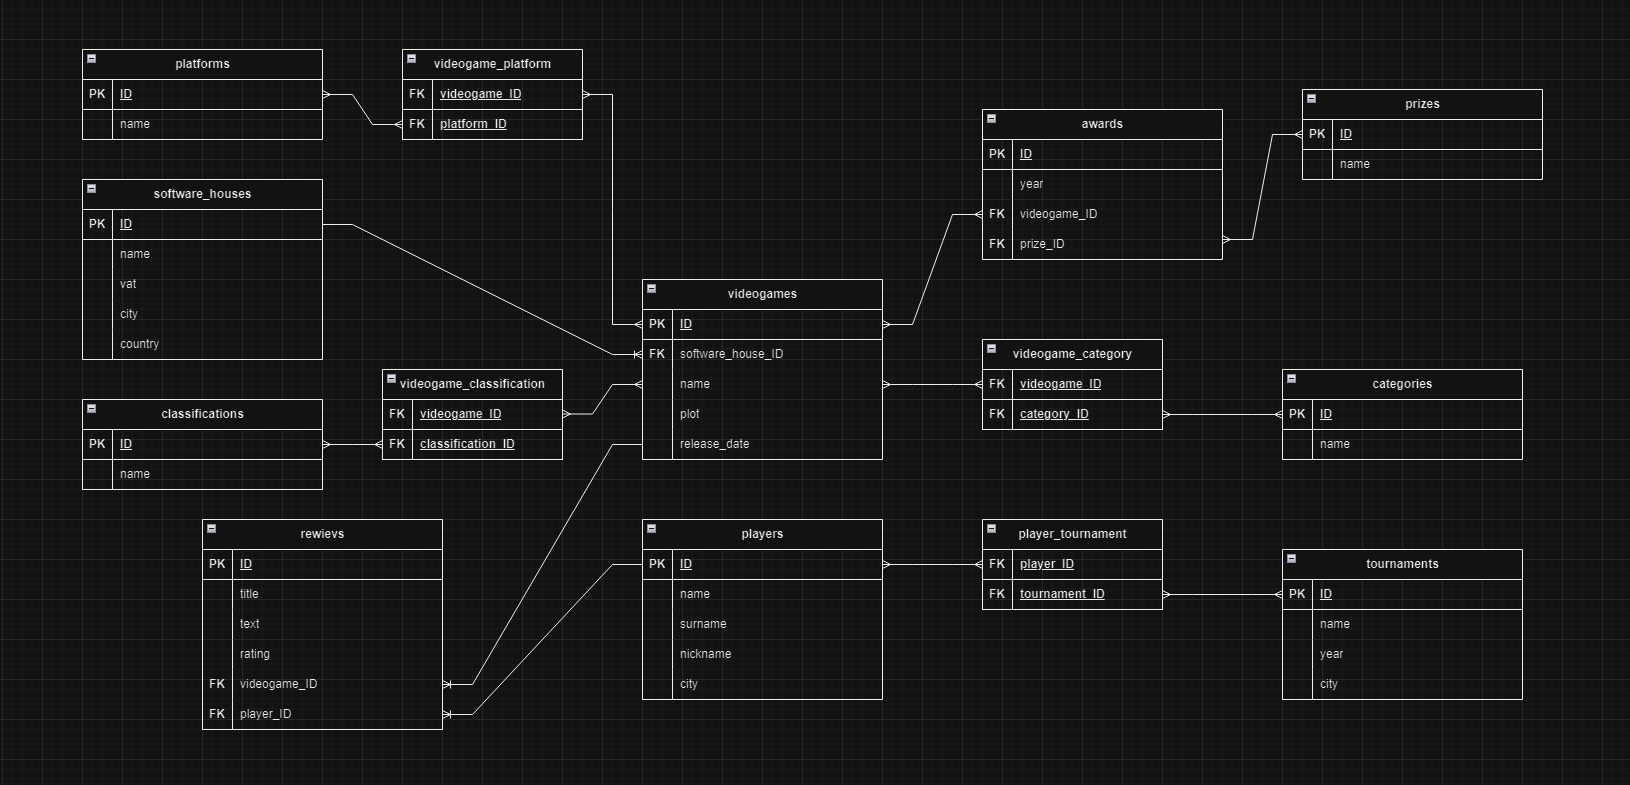 platforms
PK ID
name
videogame_platform
FK videogame_ID
FK platform_ID
software_houses
PK ID
name
vat
city
country
classifications
PK ID
name
videogame_classification
FK videogame_ID
FK classification_ID
videogames
PK ID
FK software_house_ID
name
plot
release_date
awards
PK ID
year
FK videogame_ID
FK prize_ID
prizes
PK ID
name
videogame_category
FK videogame_ID
FK category_ID
categories
PK ID
name
rewievs
PK ID
title
text
rating
FK videogame_ID
FK player_ID
players
PK ID
name
surname
nickname
city
player_tournament
FK player_ID
FK tournament_ID
tournaments
PK ID
name
year
city